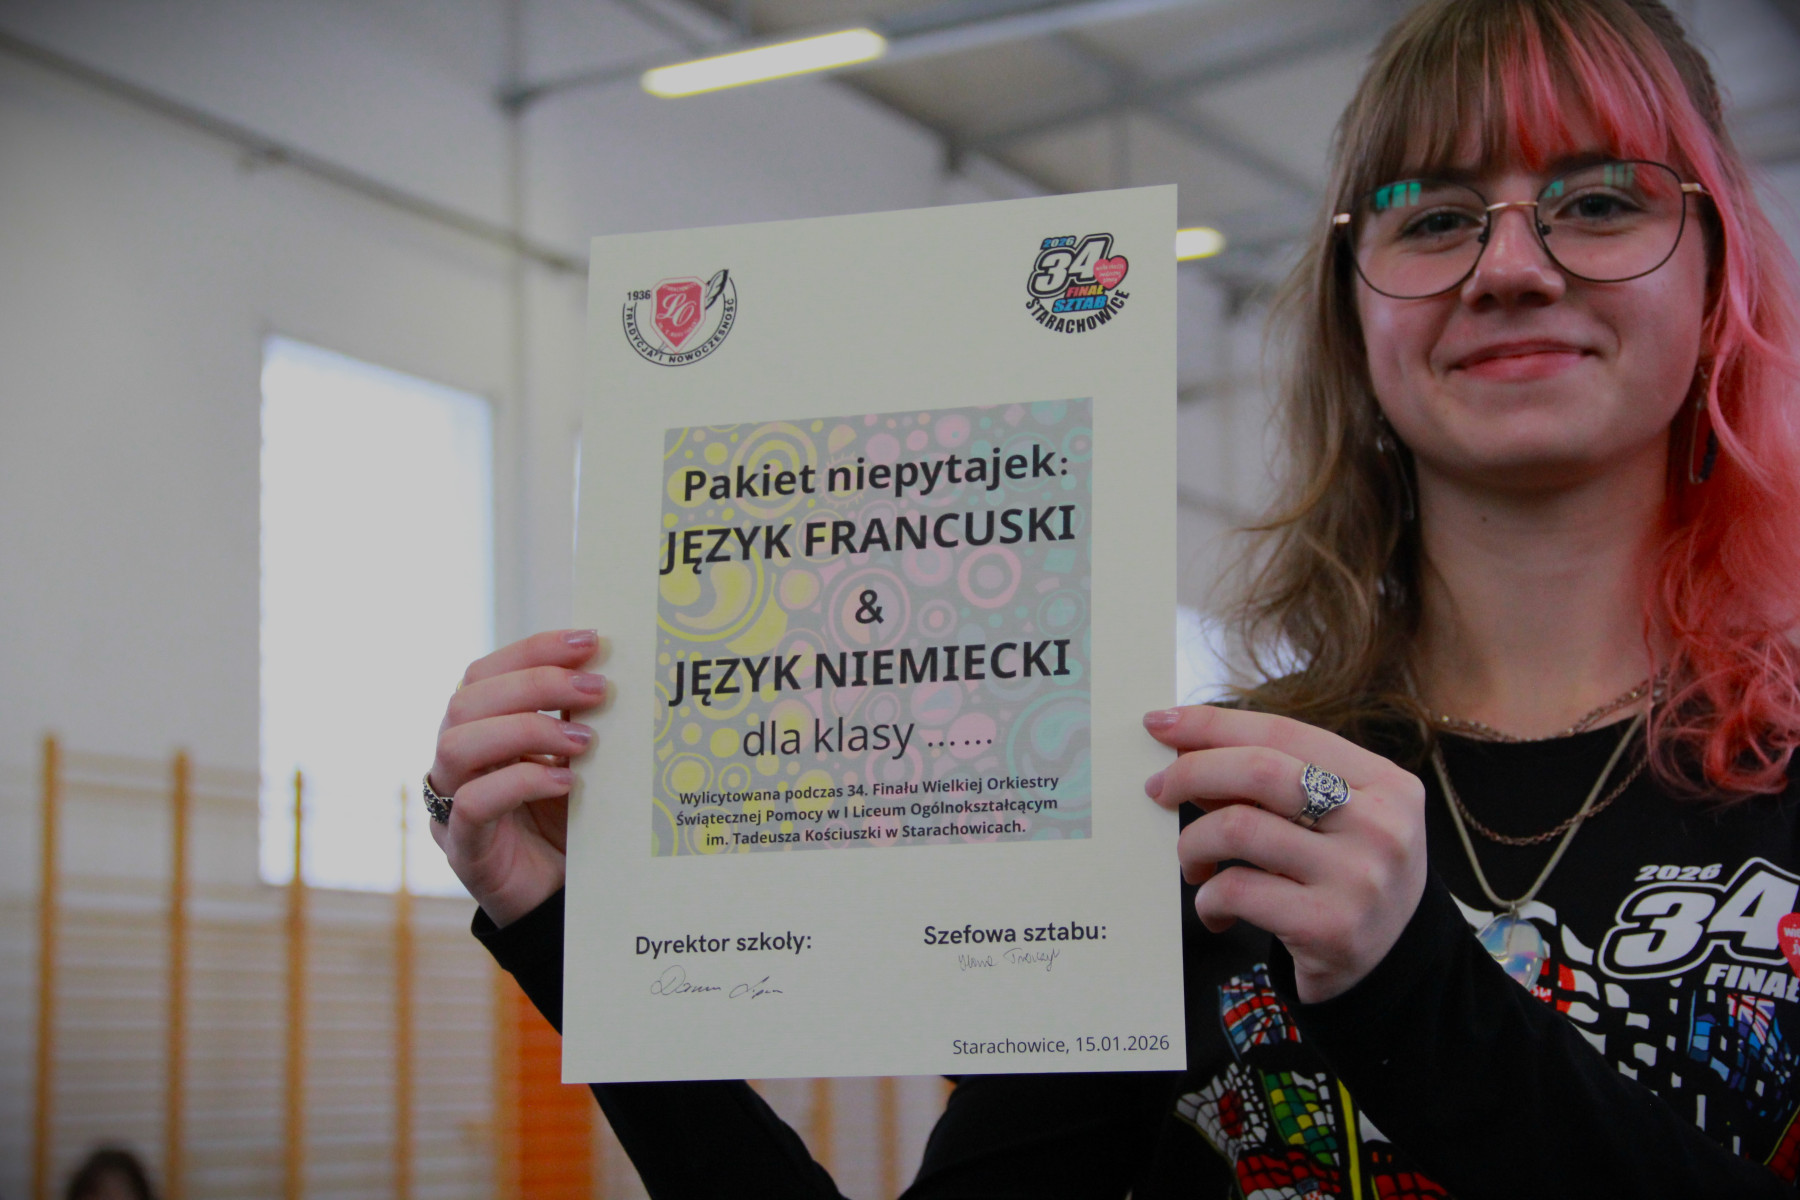 1936
LO
TRADYCJA I NOWOCZESNOŚĆ
2026
34
FINAŁ
SZTAB
STARACHOWICE
Pakiet niepytajek:
JĘZYK FRANCUSKI
&
JĘZYK NIEMIECKI
dla klasy ... ...
Wylicytowana podczas 34. Finału Wielkiej Orkiestry
Świątecznej Pomocy w I Liceum Ogólnokształcącym
im. Tadeusza Kościuszki w Starachowicach.
Dyrektor szkoły:
Szefowa sztabu:
Starachowice, 15.01.2026
2026
34
FINAŁ